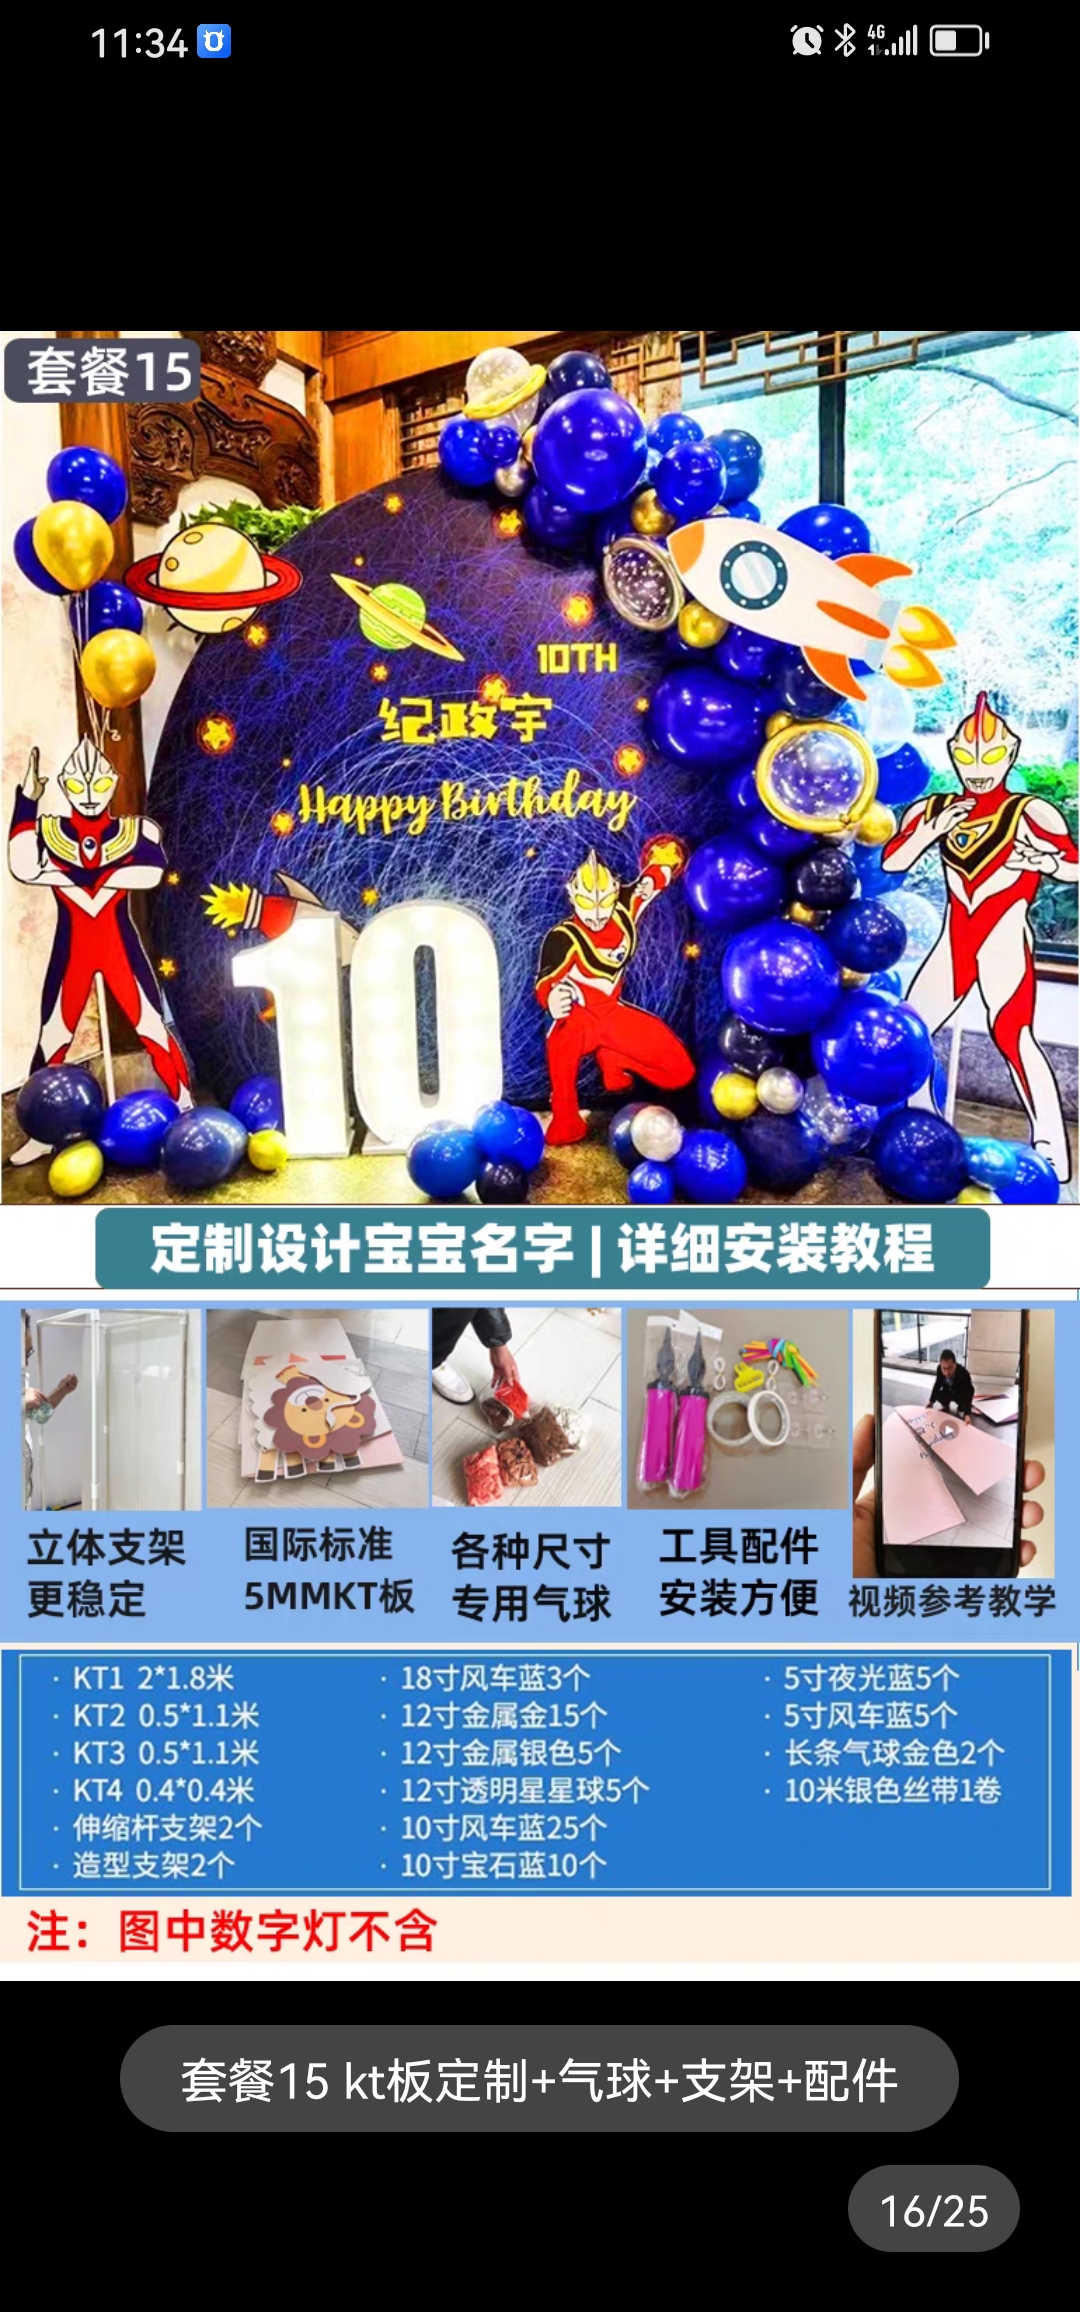 11:34
4G
套餐15
10TH
纪政宇
Happy Birthday
10
定制设计宝宝名字 | 详细安装教程
立体支架
更稳定
国际标准
5MMKT板
各种尺寸
专用气球
工具配件
安装方便
视频参考教学
· KT1 2*1.8米
· KT2 0.5*1.1米
· KT3 0.5*1.1米
· KT4 0.4*0.4米
· 伸缩杆支架2个
· 造型支架2个
· 18寸风车蓝3个
· 12寸金属金15个
· 12寸金属银色5个
· 12寸透明星星球5个
· 10寸风车蓝25个
· 10寸宝石蓝10个
· 5寸夜光蓝5个
· 5寸风车蓝5个
· 长条气球金色2个
· 10米银色丝带1卷
注：图中数字灯不含
套餐15 kt板定制+气球+支架+配件
16/25